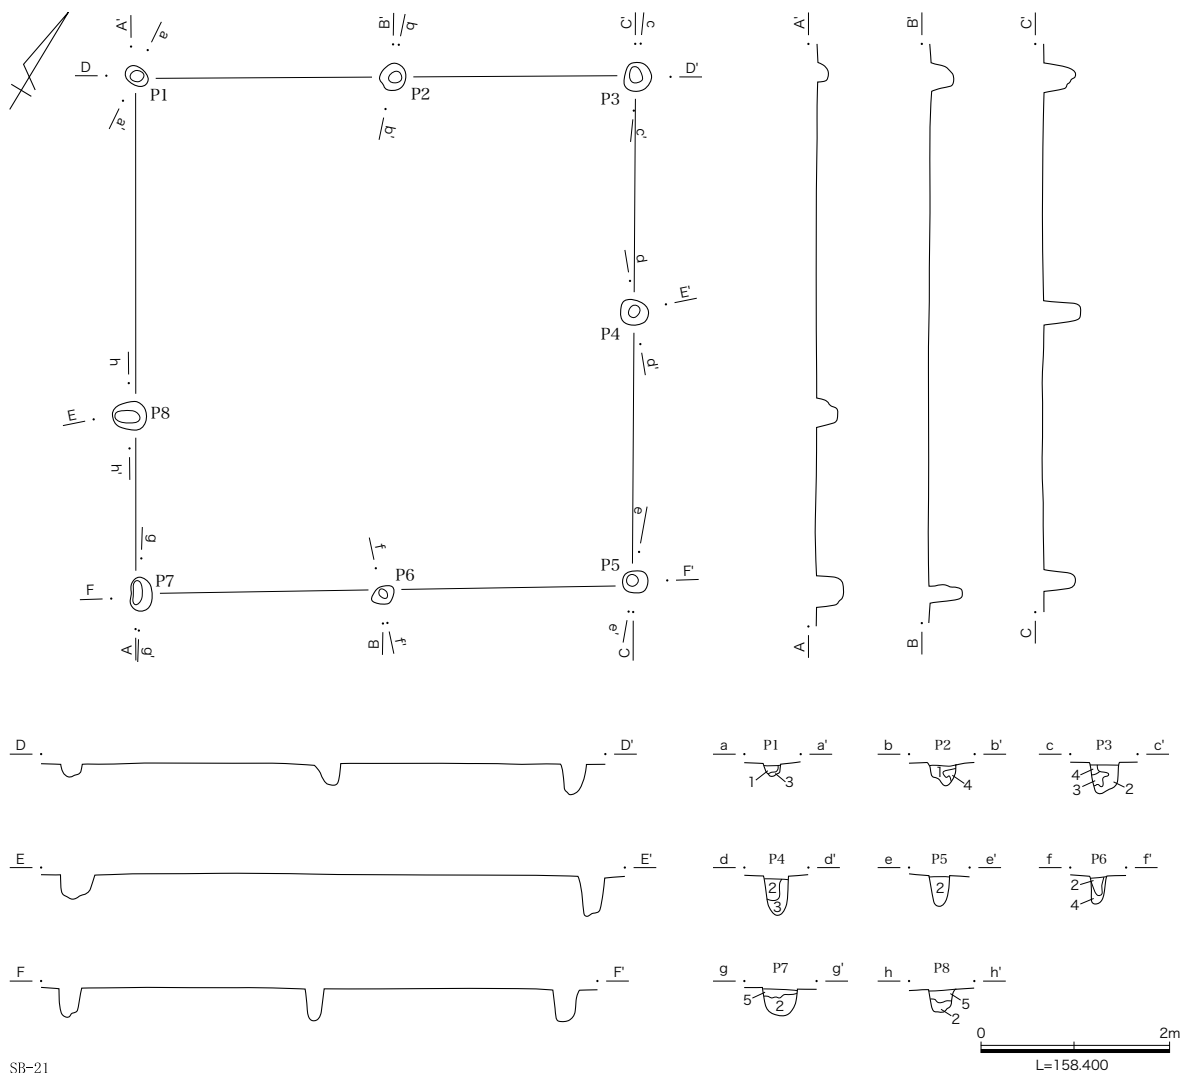 A' a B' b C' c A' B' C'
D P1 P2 P3 D'
a' b' c'
d E'
P4
h d'
E P8
h'
g f e
F P7 P6 P5 F'
A g' B f' e' C A B C
D D' a P1 a' b P2 b' c P3 c'
1 3 1 4 4 3 2
E E' d P4 d' e P5 e' f P6 f'
2 3 2 2 4
F F' g P7 g' h P8 h'
5 2 5 2
0 2m
L=158.400
SB-21